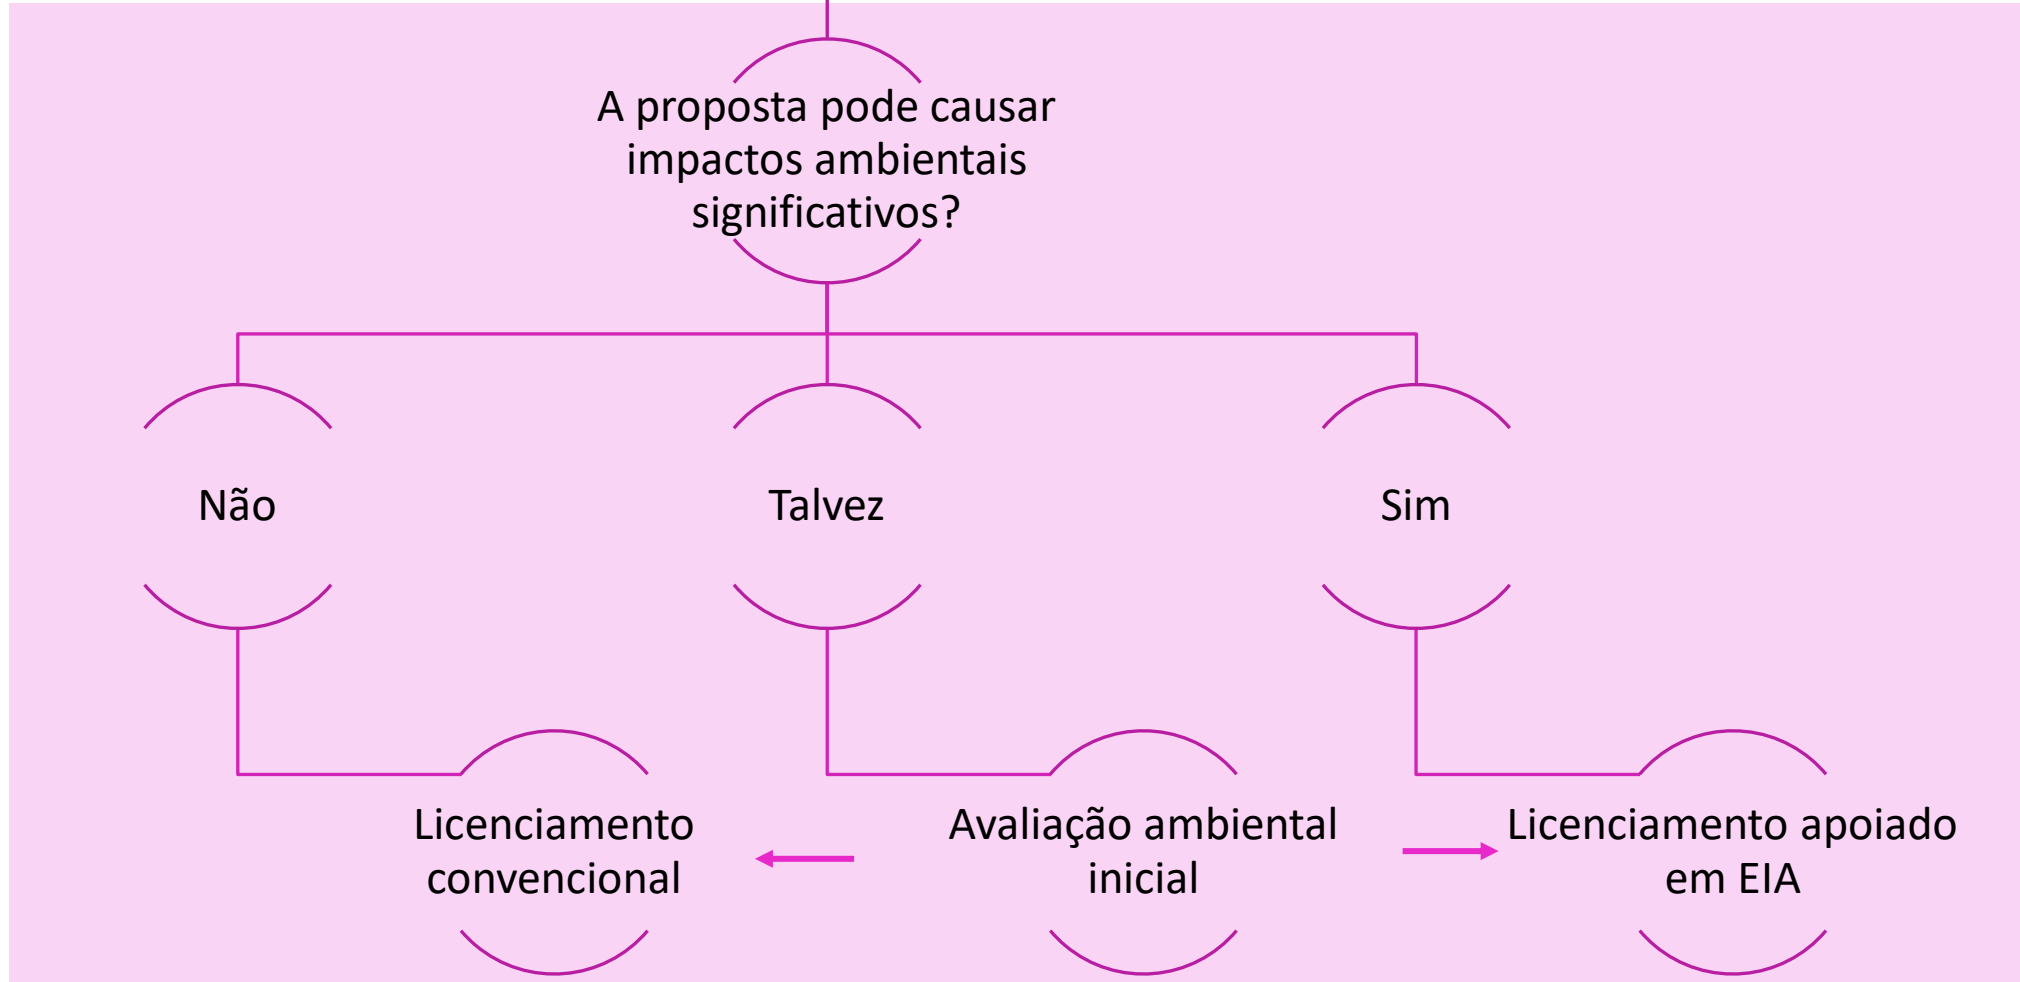 A proposta pode causar
impactos ambientais
significativos?
Não
Talvez
Sim
Licenciamento
convencional
Avaliação ambiental
inicial
Licenciamento apoiado
em EIA